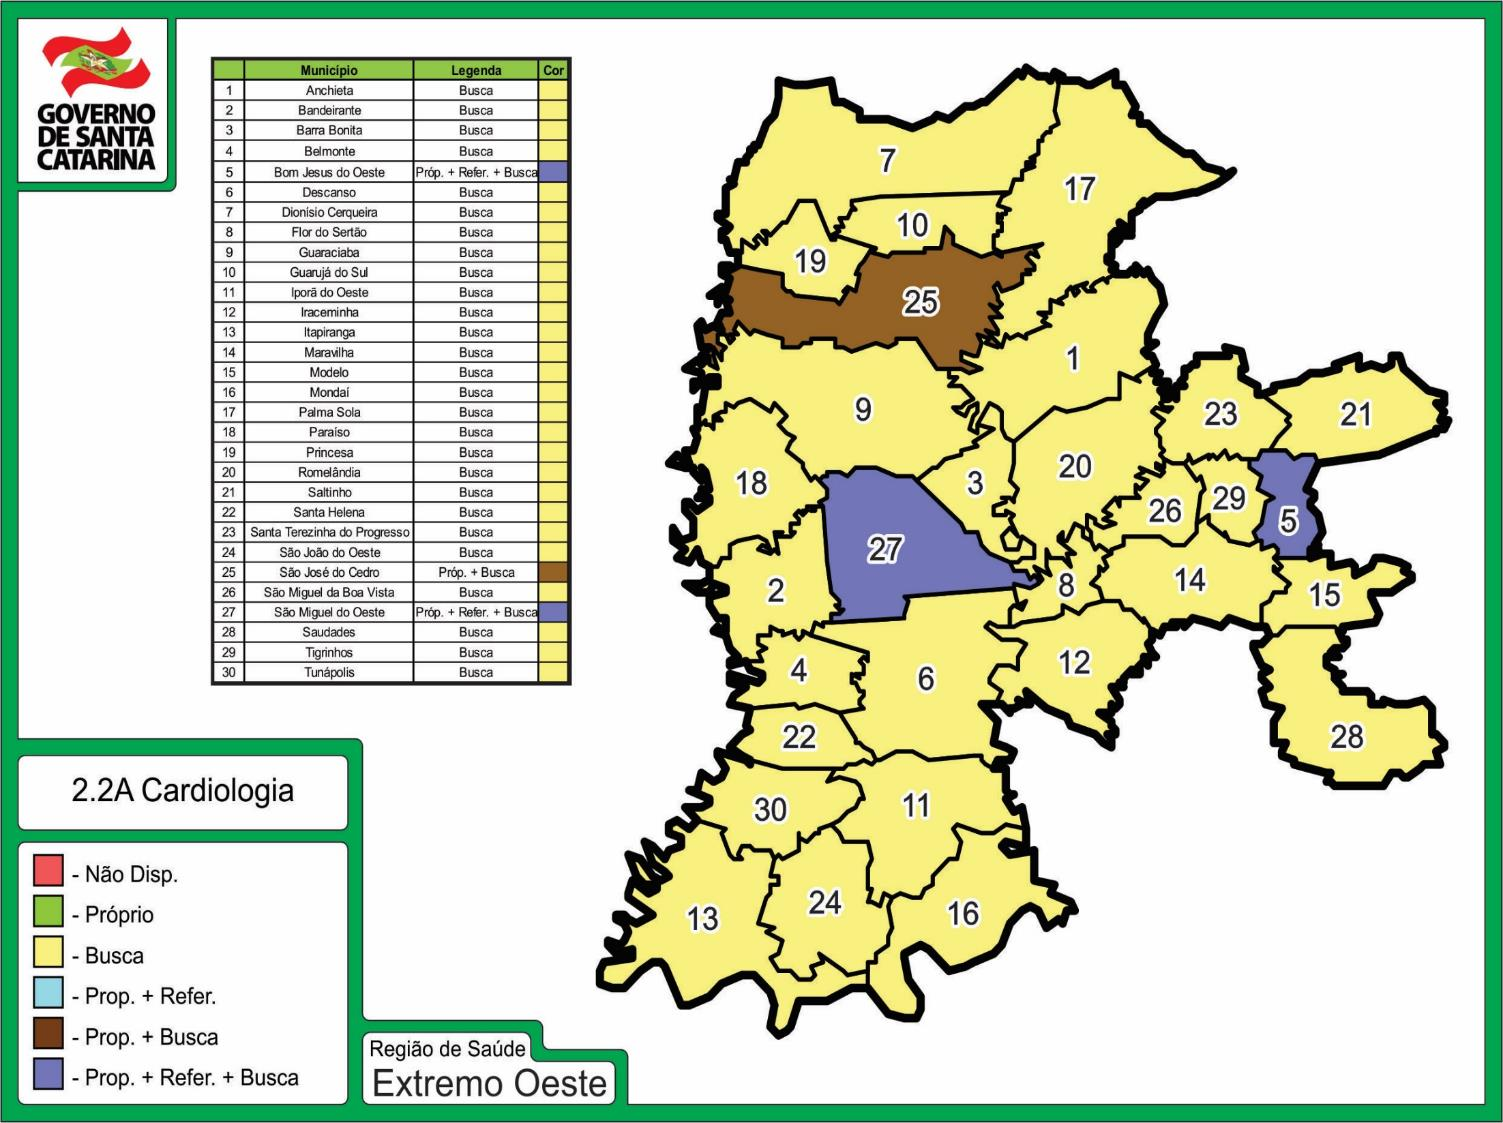 GOVERNO
DE SANTA
CATARINA
Município Legenda Cor
1 Anchieta Busca
2 Bandeirante Busca
3 Barra Bonita Busca
4 Belmonte Busca
5 Bom Jesus do Oeste Próp. + Refer. + Busca
6 Descanso Busca
7 Dionísio Cerqueira Busca
8 Flor do Sertão Busca
9 Guaraciaba Busca
10 Guarujá do Sul Busca
11 Iporã do Oeste Busca
12 Iraceminha Busca
13 Itapiranga Busca
14 Maravilha Busca
15 Modelo Busca
16 Mondaí Busca
17 Palma Sola Busca
18 Paraíso Busca
19 Princesa Busca
20 Romelândia Busca
21 Saltinho Busca
22 Santa Helena Busca
23 Santa Terezinha do Progresso Busca
24 São João do Oeste Busca
25 São José do Cedro Próp. + Busca
26 São Miguel da Boa Vista Busca
27 São Miguel do Oeste Próp. + Refer. + Busca
28 Saudades Busca
29 Tigrinhos Busca
30 Tunápolis Busca
7
17
10
19
25
1
9
23
21
18
3
20
26
29
5
27
2
8
14
15
4
6
12
22
28
30
11
13
24
16
2.2A Cardiologia
- Não Disp.
- Próprio
- Busca
- Prop. + Refer.
- Prop. + Busca
- Prop. + Refer. + Busca
Região de Saúde
Extremo Oeste